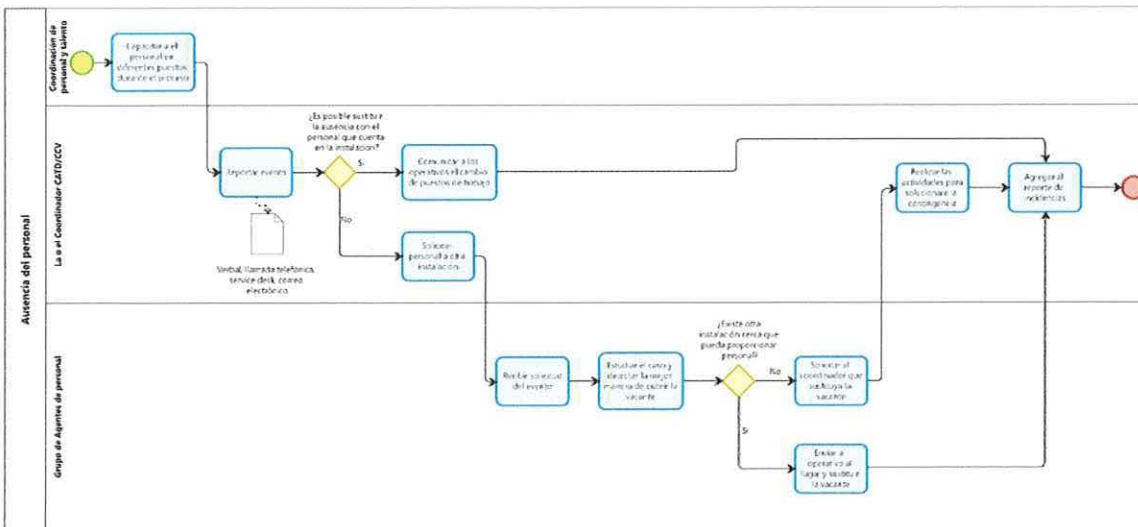 Ausencia del personal
Coordinación de
personal y talento
Capacitar a el
personal en
diferentes puestos
durante el proceso
La o el Coordinador CATD/CCV
Reportar evento
Verbal, llamada telefónica,
service desk, correo
electrónico
¿Es posible sustituir
la ausencia con el
personal que cuenta
en la instalacion?
Si
No
Comunicar a los
operativos el cambio
de puestos de trabajo
Solicitar
personal a otra
instalación
Realizar las
actividades para
solucionar la
contingencia
Agregar al
reporte de
incidencias
Grupo de Agentes de personal
Recibir solicitud
del evento
Estudiar el caso y
detectar la mejor
manera de cubrir la
vacante
¿Existe otra
instalación cerca que
pueda proporcionar
personal?
No
Si
Solicitar al
coordinador que
sustituya la
vacante
Enviar a
operativo al
lugar y sustituir
la vacante